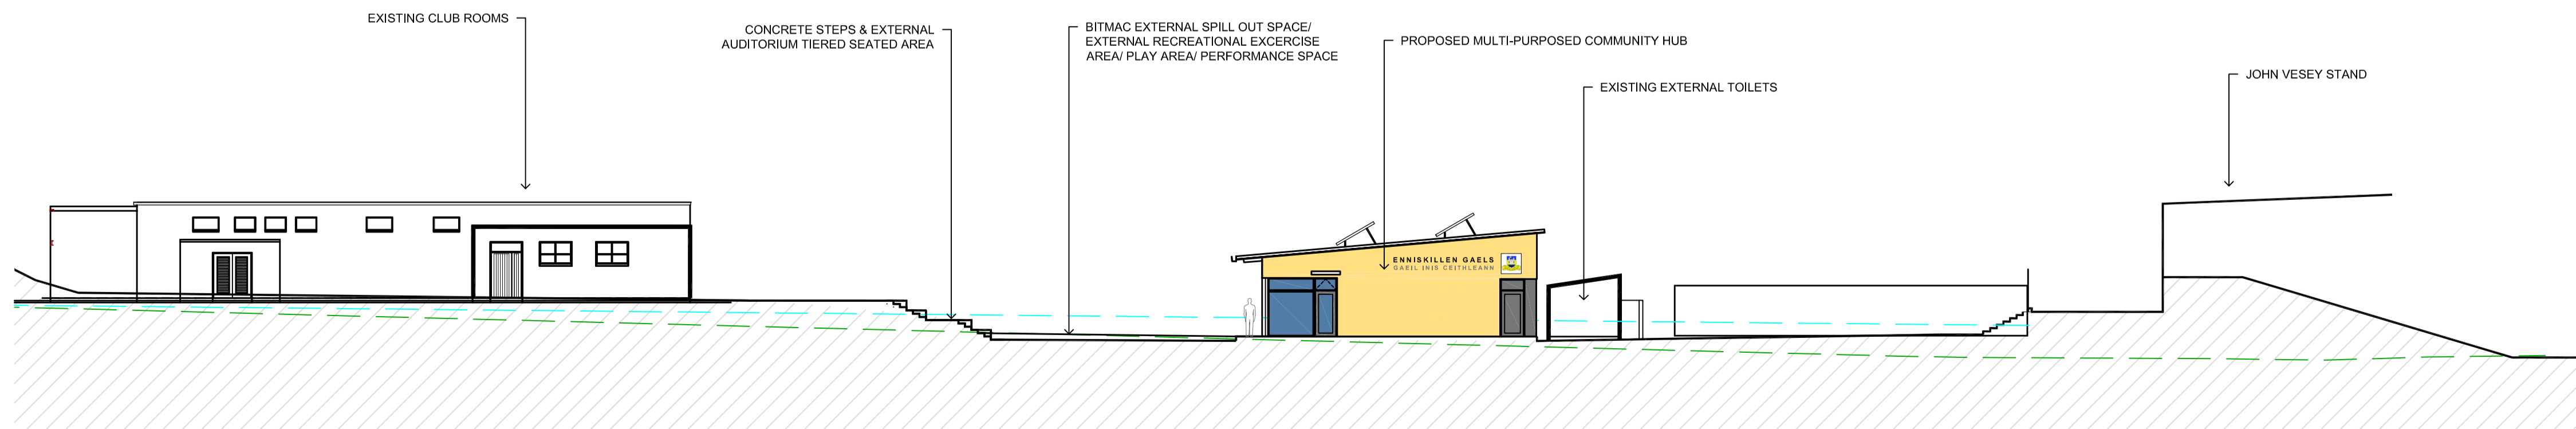 EXISTING CLUB ROOMS
CONCRETE STEPS & EXTERNAL
AUDITORIUM TIERED SEATED AREA
BITMAC EXTERNAL SPILL OUT SPACE/
EXTERNAL RECREATIONAL EXCERCISE
AREA/ PLAY AREA/ PERFORMANCE SPACE
PROPOSED MULTI-PURPOSED COMMUNITY HUB
EXISTING EXTERNAL TOILETS
JOHN VESEY STAND
ENNISKILLEN GAELS
GAEIL INIS CEITHLEANN